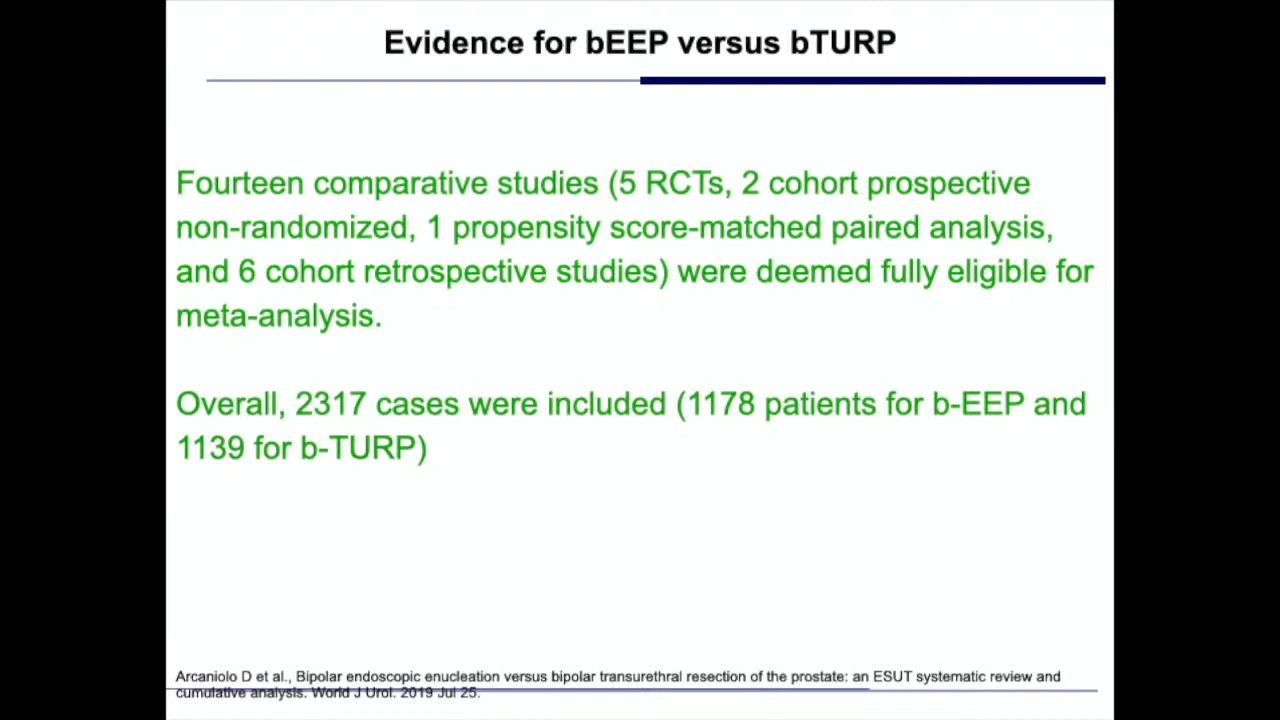 Evidence for bEEP versus bTURP
Fourteen comparative studies (5 RCTs, 2 cohort prospective
non-randomized, 1 propensity score-matched paired analysis,
and 6 cohort retrospective studies) were deemed fully eligible for
meta-analysis.
Overall, 2317 cases were included (1178 patients for b-EEP and
1139 for b-TURP)
Arcaniolo D et al., Bipolar endoscopic enucleation versus bipolar transurethral resection of the prostate: an ESUT systematic review and
cumulative analysis. World J Urol. 2019 Jul 25.